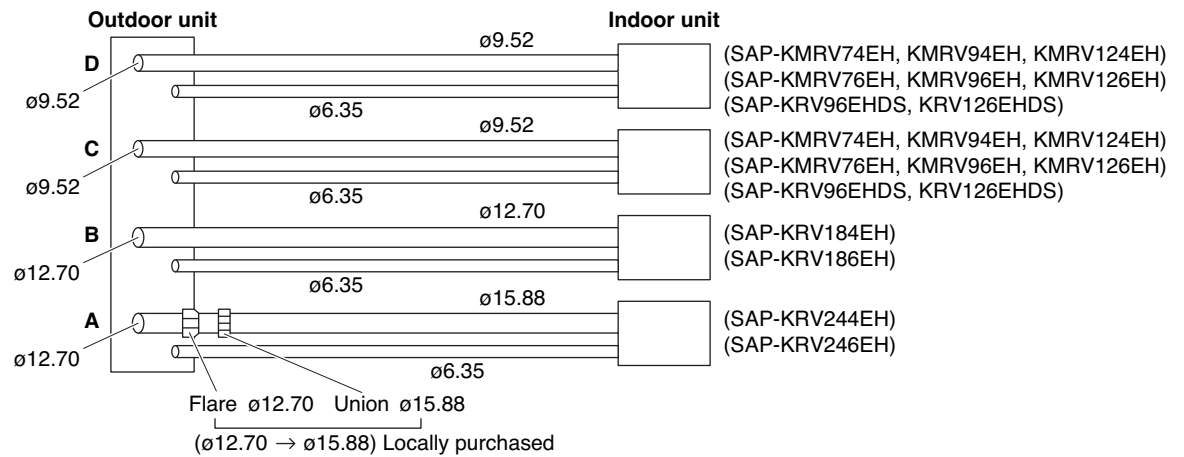 Outdoor unit
Indoor unit
D
ø9.52
ø9.52
ø6.35
(SAP-KMRV74EH, KMRV94EH, KMRV124EH)
(SAP-KMRV76EH, KMRV96EH, KMRV126EH)
(SAP-KRV96EHDS, KRV126EHDS)
C
ø9.52
ø9.52
ø6.35
(SAP-KMRV74EH, KMRV94EH, KMRV124EH)
(SAP-KMRV76EH, KMRV96EH, KMRV126EH)
(SAP-KRV96EHDS, KRV126EHDS)
B
ø12.70
ø12.70
ø6.35
(SAP-KRV184EH)
(SAP-KRV186EH)
A
ø12.70
ø15.88
ø6.35
(SAP-KRV244EH)
(SAP-KRV246EH)
Flare ø12.70 Union ø15.88
(ø12.70 → ø15.88) Locally purchased